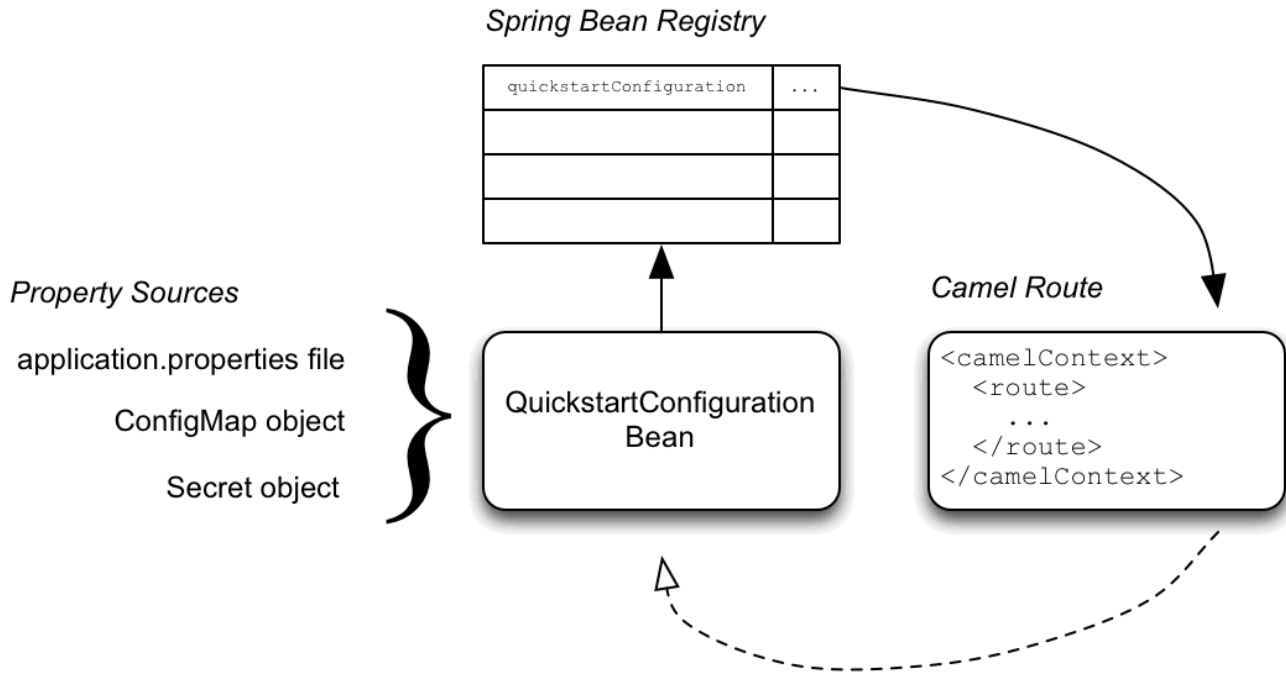 Spring Bean Registry
quickstartConfiguration ...
Property Sources
application.properties file
ConfigMap object
Secret object
QuickstartConfiguration
Bean
Camel Route
<camelContext>
  <route>
    ...
  </route>
</camelContext>